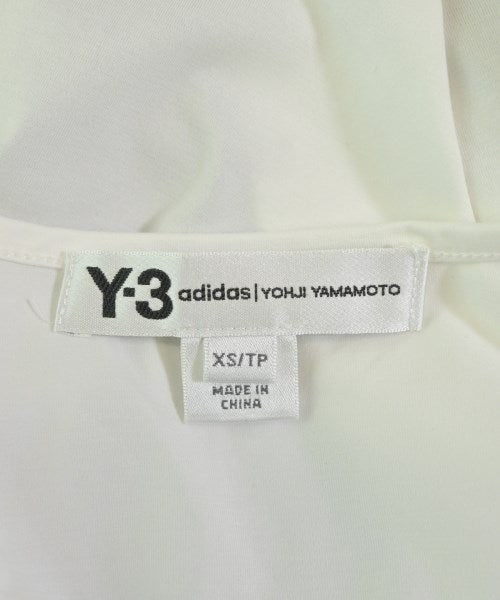 Y-3 adidas | YOHJI YAMAMOTO
XS/TP
MADE IN
CHINA